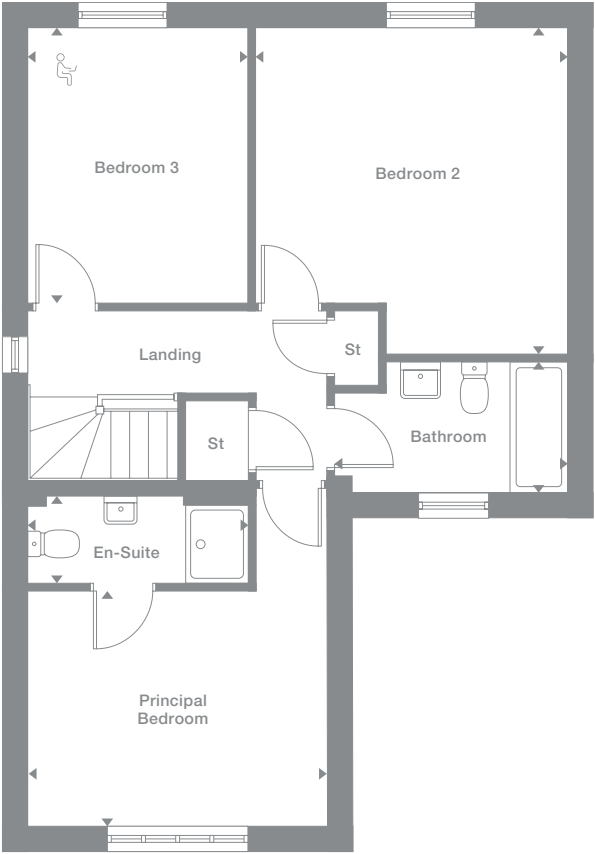 Bedroom 3
Bedroom 2
Landing
St
St
Bathroom
En-Suite
Principal
Bedroom